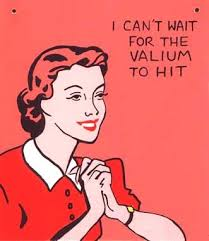 I CAN'T WAIT
FOR THE
VALIUM
TO HIT